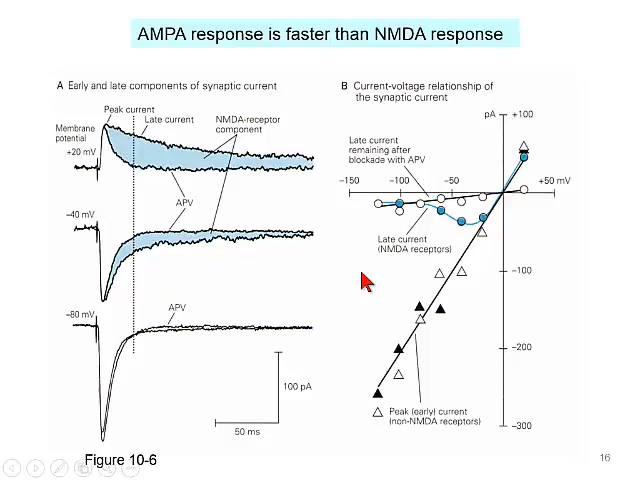 AMPA response is faster than NMDA response
A Early and late components of synaptic current
Peak current
Late current
NMDA-receptor
component
Membrane
potential
+20 mV
APV
–40 mV
–80 mV
APV
100 pA
50 ms
B Current-voltage relationship of
the synaptic current
pA
+100
Late current
remaining after
blockade with APV
–150
–100
–50
+50 mV
Late current
(NMDA receptors)
–100
–200
Peak (early) current
(non-NMDA receptors)
–300
Figure 10-6
16